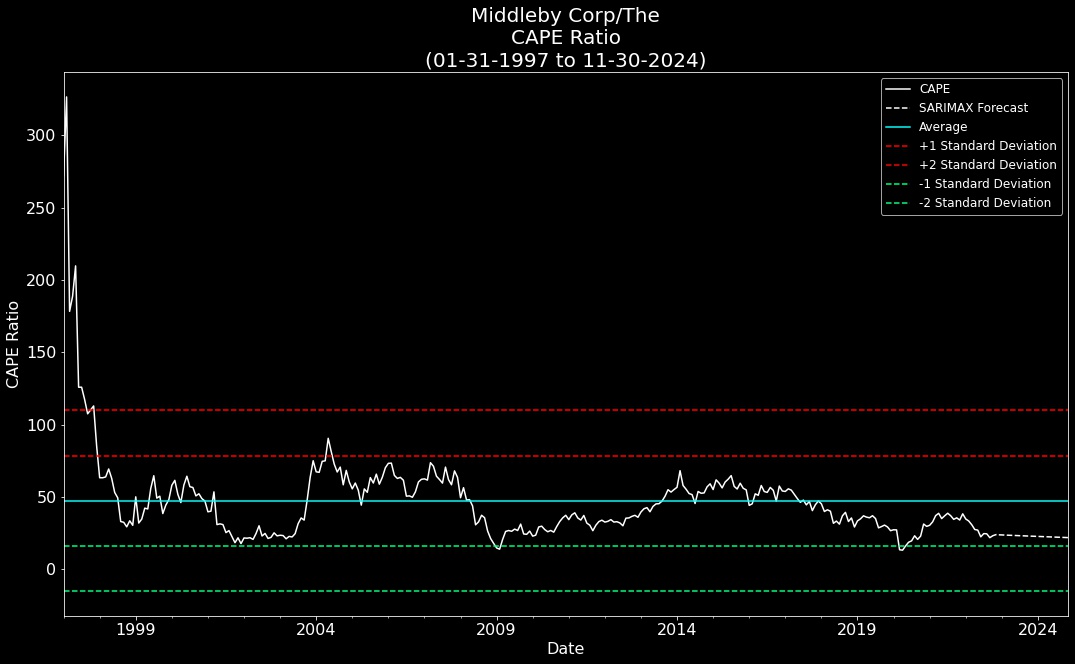 Middleby Corp/The
CAPE Ratio
(01-31-1997 to 11-30-2024)
CAPE
SARIMAX Forecast
Average
+1 Standard Deviation
+2 Standard Deviation
-1 Standard Deviation
-2 Standard Deviation
CAPE Ratio
300
250
200
150
100
50
0
1999 2004 2009 2014 2019 2024
Date